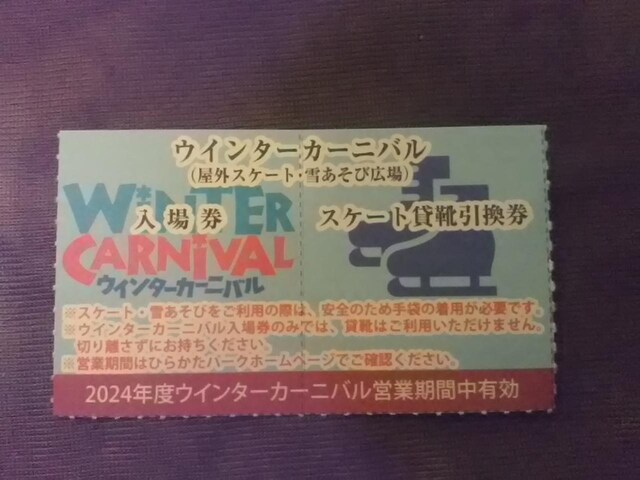 ウインターカーニバル
(屋外スケート・雪あそび広場)
WiNTER
入場券
スケート貸靴引換券
CARNiVAL
ウィンターカーニバル
※スケート・雪あそびをご利用の際は、安全のため手袋の着用が必要です。
※ウインターカーニバル入場券のみでは、貸靴はご利用いただけません。
切り離さずにお持ちください。
※営業期間はひらかたパークホームページでご確認ください。
2024年度ウインターカーニバル営業期間中有効